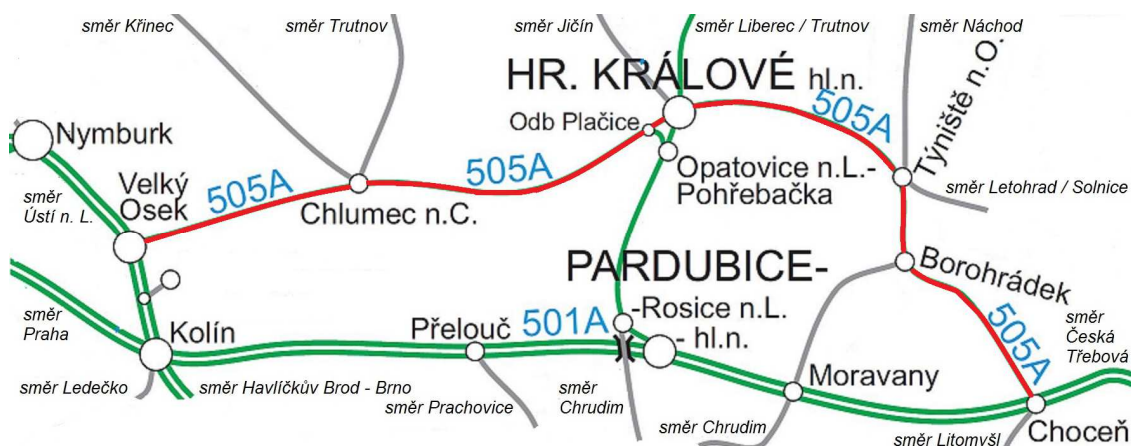 směr Křinec
směr Trutnov
směr Jičín
směr Liberec / Trutnov
směr Náchod
HR. KRÁLOVÉ hl.n.
Týniště n.O.
505A
Nymburk
Odb Plačice
505A
505A
Velký
Osek
Opatovice n.L.-
Pohřebačka
směr Letohrad / Solnice
směr
Ústí n. L.
Chlumec n.C.
PARDUBICE-
Borohrádek
-Rosice n.L.
- hl.n.
směr
Praha
Kolín
Přelouč
501A
505A
směr
Česká
Třebová
Moravany
směr Ledečko
směr Havlíčkův Brod - Brno
směr Prachovice
směr
Chrudim
směr Chrudim
Choceň
směr Litomyšl